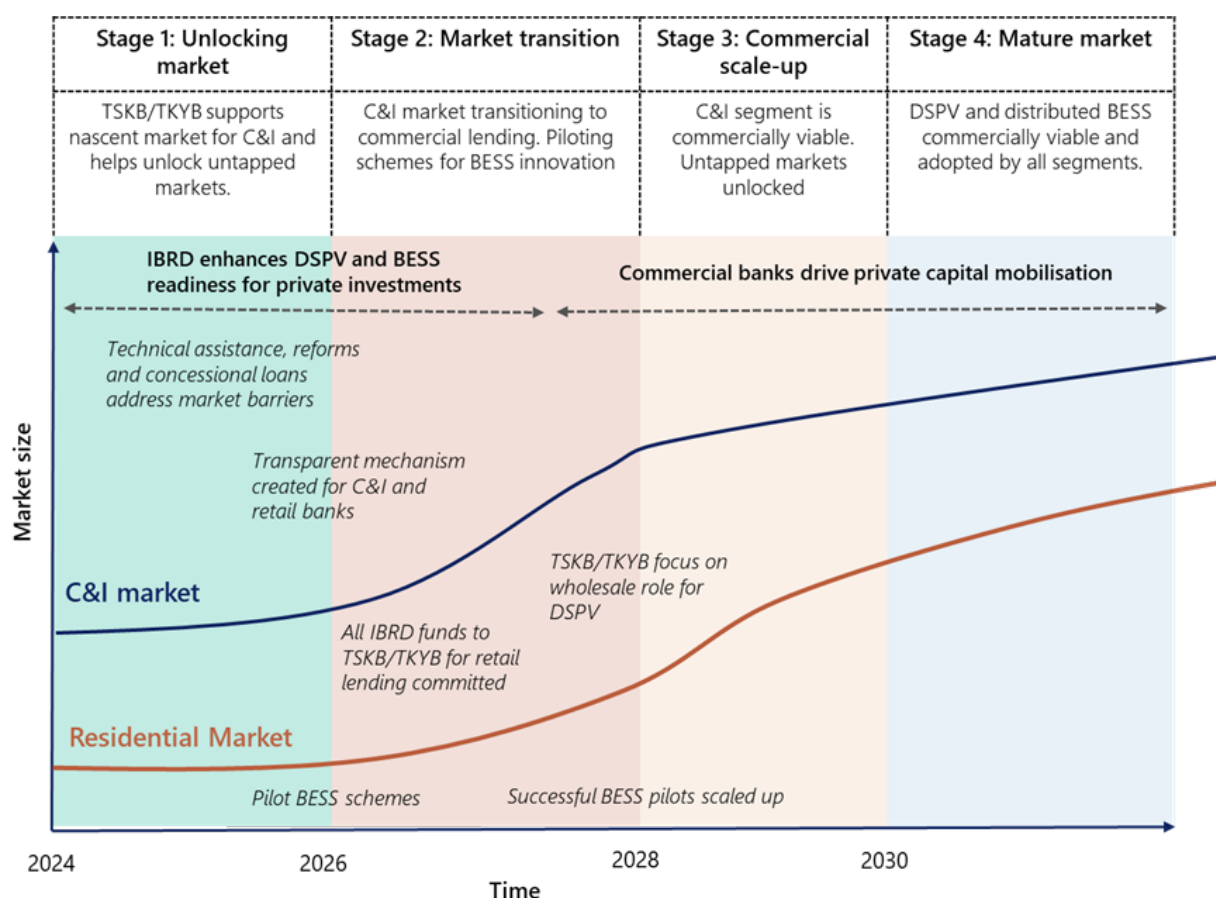 Stage 1: Unlocking
market
Stage 2: Market transition
Stage 3: Commercial
scale-up
Stage 4: Mature market
TSKB/TKYB supports
nascent market for C&I and
helps unlock untapped
markets.
C&I market transitioning to
commercial lending. Piloting
schemes for BESS innovation
C&I segment is
commercially viable.
Untapped markets
unlocked
DSPV and distributed BESS
commercially viable and
adopted by all segments.
IBRD enhances DSPV and BESS
readiness for private investments
Commercial banks drive private capital mobilisation
Technical assistance, reforms
and concessional loans
address market barriers
Transparent mechanism
created for C&I and
retail banks
Market size
C&I market
TSKB/TKYB focus on
wholesale role for
DSPV
All IBRD funds to
TSKB/TKYB for retail
lending committed
Residential Market
Pilot BESS schemes
Successful BESS pilots scaled up
2024
2026
2028
2030
Time